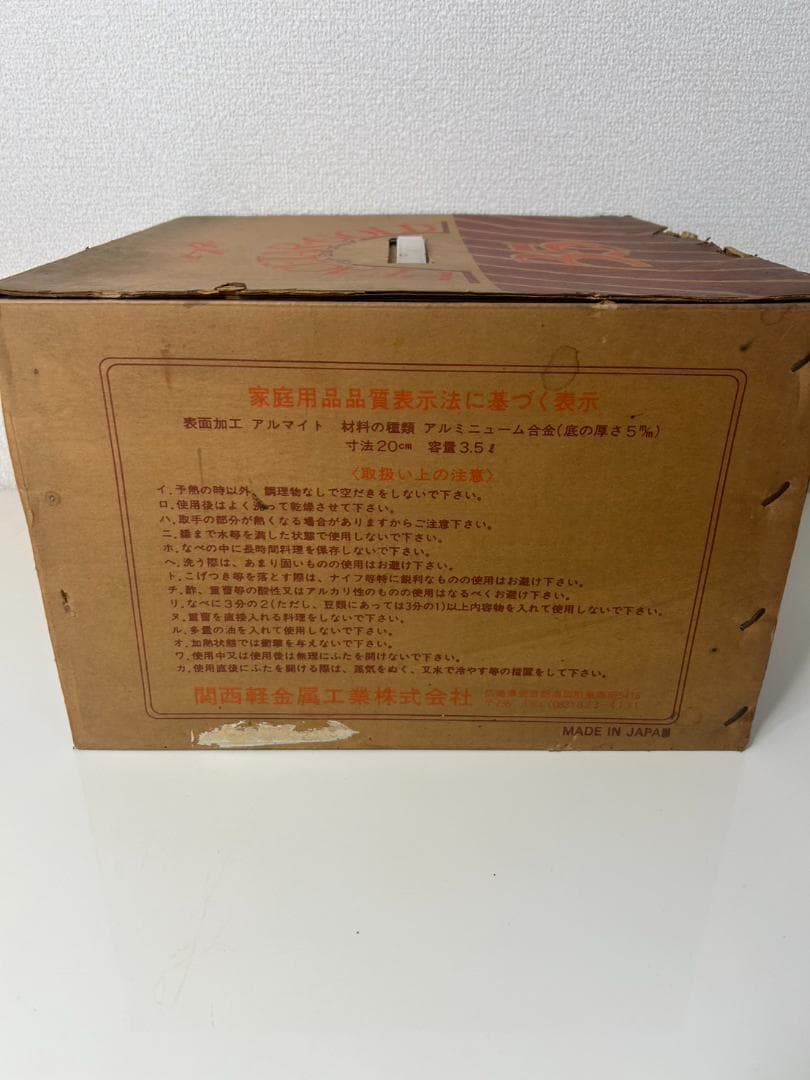 家庭用品品質表示法に基づく表示
表面加工 アルマイト 材料の種類 アルミニューム合金(底の厚さ5㎜)
寸法20cm 容量3.5ℓ
〈取扱い上の注意〉
イ.予熱の時以外、調理物なしで空だきをしないで下さい。
ロ.使用後はよく洗って乾燥させて下さい。
ハ.取手の部分が熱くなる場合がありますからご注意下さい。
ニ.縁まで水等を満した状態で使用しないで下さい。
ホ.なべの中に長時間料理を保存しないで下さい。
ヘ.洗う際は、あまり固いものの使用はお避け下さい。
ト.こげつき等を落とす際は、ナイフ等特に鋭利なものの使用はお避け下さい。
チ.酢、重曹等の酸性又はアルカリ性のものの使用はなるべくお避け下さい。
リ.なべに3分の2(ただし、豆類にあっては3分の1)以上内容物を入れて使用しないで下さい。
ヌ.重曹を直接入れる料理をしないで下さい。
ル.多量の油を入れて使用しないで下さい。
オ.加熱状態では衝撃を与えないで下さい。
ワ.使用中又は使用後は無理にふたを開けないで下さい。
カ.使用直後にふたを開ける際は、蒸気をぬく、又水で冷やす等の措置をして下さい。
関西軽金属工業株式会社
MADE IN JAPAN